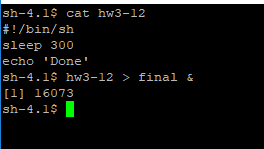 sh-4.1$ cat hw3-12
#!/bin/sh
sleep 300
echo 'Done'
sh-4.1$ hw3-12 > final &
[1] 16073
sh-4.1$